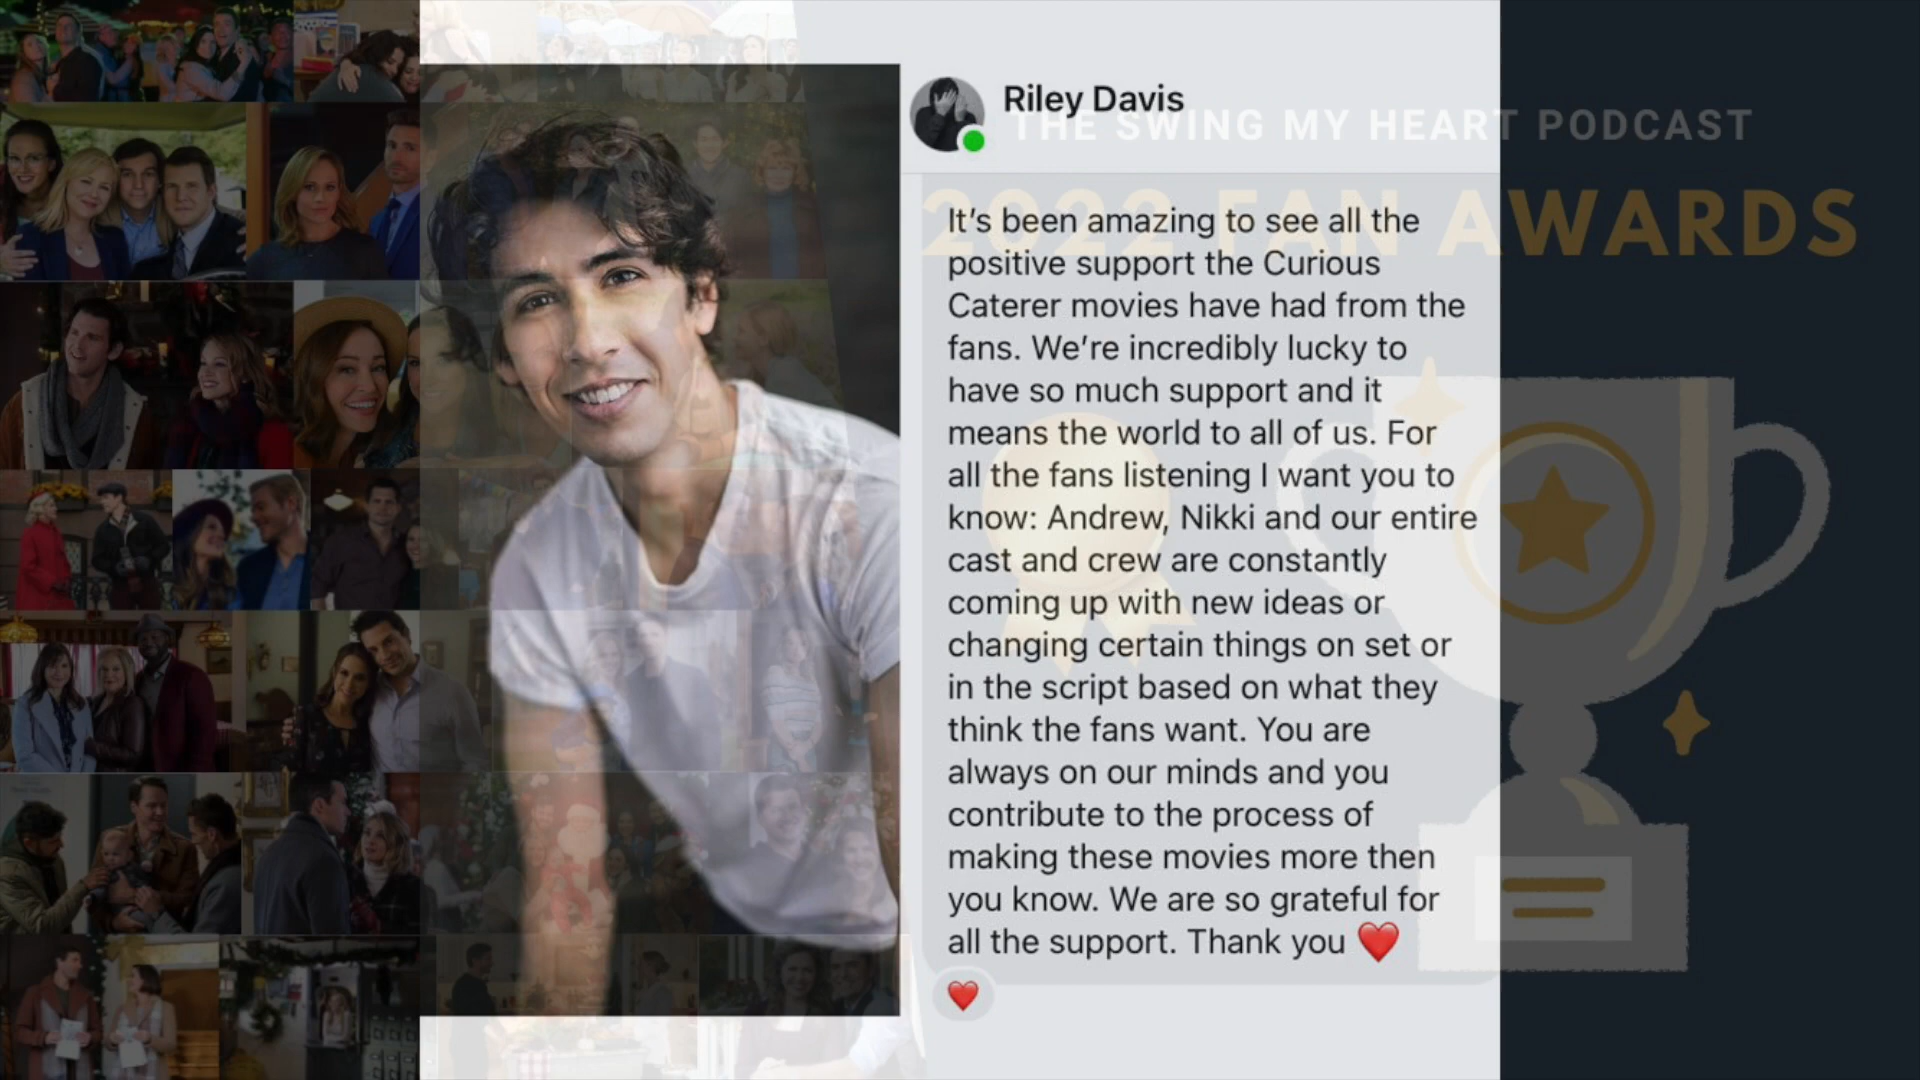 Riley Davis
THE SWING MY HEART PODCAST
2022 FAN AWARDS
It's been amazing to see all the
positive support the Curious
Caterer movies have had from the
fans. We're incredibly lucky to
have so much support and it
means the world to all of us. For
all the fans listening I want you to
know: Andrew, Nikki and our entire
cast and crew are constantly
coming up with new ideas or
changing certain things on set or
in the script based on what they
think the fans want. You are
always on our minds and you
contribute to the process of
making these movies more then
you know. We are so grateful for
all the support. Thank you ❤️
❤️